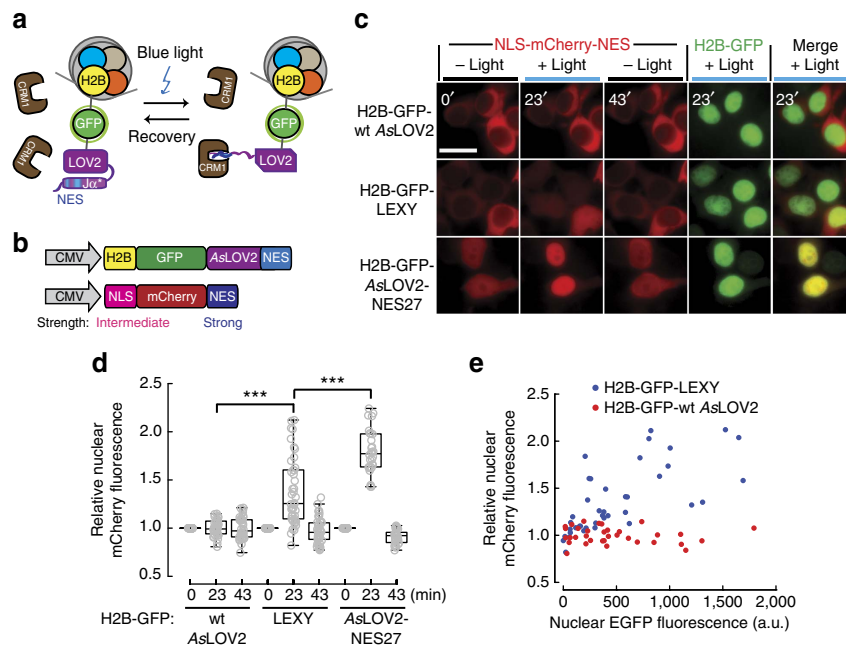 a
Blue light
Recovery
CRM1
CRM1
H2B
GFP
LOV2
Jα*
NES
CRM1
CRM1
H2B
GFP
LOV2
b
CMV
H2B
GFP
AsLOV2
NES
CMV
NLS
mCherry
NES
Strength: Intermediate Strong
c
NLS-mCherry-NES
H2B-GFP
Merge
– Light
+ Light
– Light
+ Light
+ Light
H2B-GFP-
wt AsLOV2
0′
23′
43′
23′
23′
H2B-GFP-
LEXY
H2B-GFP-
AsLOV2-
NES27
d
Relative nuclear
mCherry fluorescence
2.5
2.0
1.5
1.0
0.5
***
***
0 23 43 0 23 43 0 23 43 (min)
H2B-GFP:
wt
AsLOV2
LEXY
AsLOV2-
NES27
e
H2B-GFP-LEXY
H2B-GFP-wt AsLOV2
Relative nuclear
mCherry fluorescence
2.5
2.0
1.5
1.0
0.5
0 500 1,000 1,500 2,000
Nuclear EGFP fluorescence (a.u.)